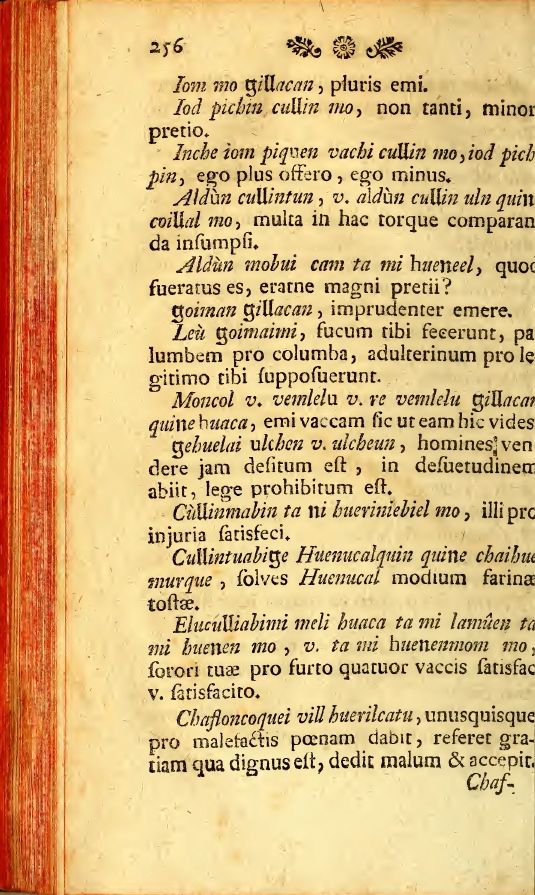 256
Iom mo gillacan, pluris emi.
Iod pichin cullin mo, non tanti, minor
pretio.
Inche iom piquen vachi cullin mo, iod pich
pin, ego plus offero, ego minus.
Aldùn cullintun, v. aldùn cullin uln quin
coillal mo, multa in hac torque comparan
da inſumpſi.
Aldùn mobui cam ta mi hueneel, quod
fueratus es, eratne magni pretii?
goiman gillacan, imprudenter emere.
Leù goimaimi, fucum tibi fecerunt, pa
lumbem pro columba, adulterinum pro le
gitimo tibi ſuppoſuerunt.
Moncol v. vemlelu v. re vemlelu gillacan
quine huaca, emi vaccam ſic ut eam hic vides
gehuelai ulchen v. ulcheun, homines ven
dere jam deſitum eſt, in deſuetudinem
abiit, lege prohibitum eſt.
Cùllinmabin ta ni hueriniebiel mo, illi pro
injuria ſatisfeci.
Cullintuabige Huenucalquin quine chaihue
murque, ſolves Huenucal modium farinæ
toſtæ.
Elucúlliabimi meli huaca ta mi lamûen ta
mi huenen mo, v. ta mi huenenmom mo,
ſorori tuæ pro furto quatuor vaccis ſatisfac
v. ſatisfacito.
Chafloncoquei vill huerilcatu, unusquisque
pro malefactis pœnam dabit, referet gra-
tiam qua dignus eſt, dedit malum & accepit.
Chaf-